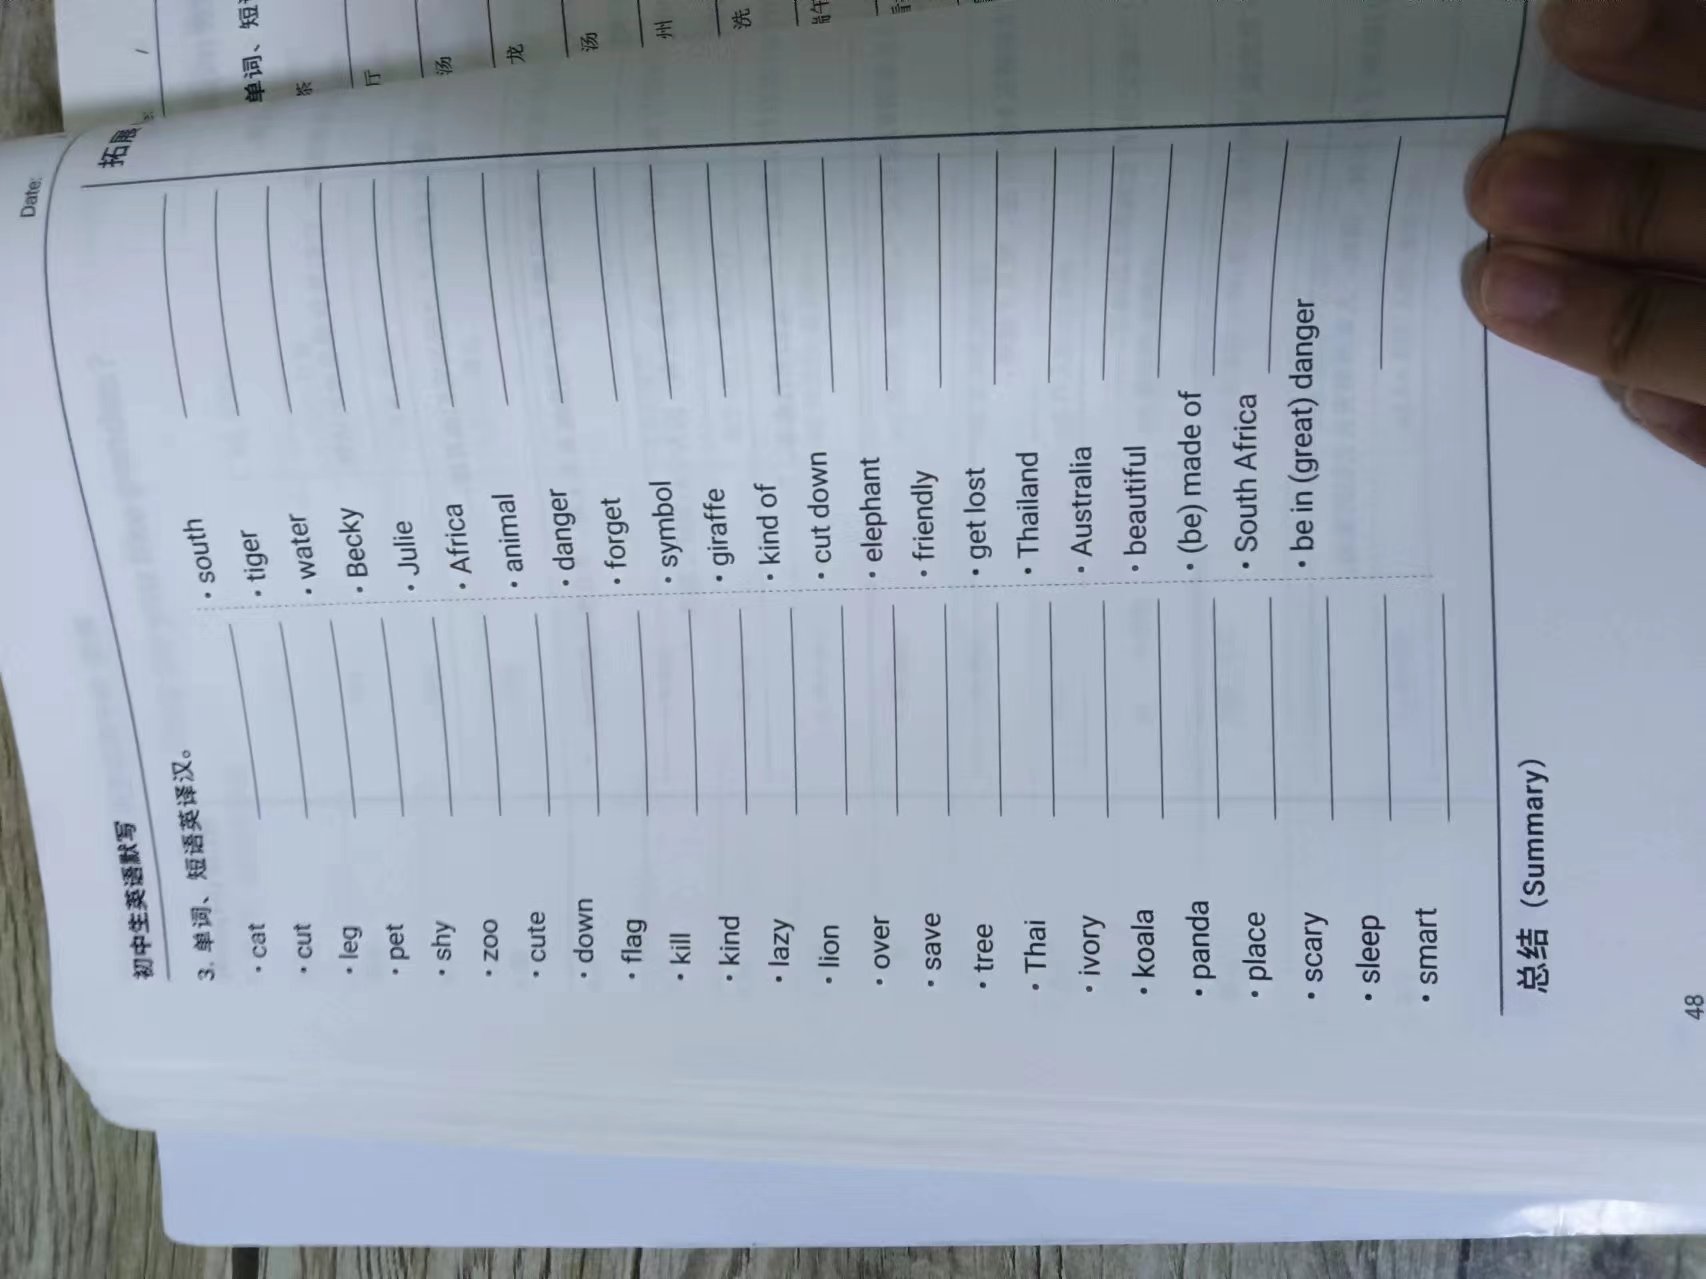 Date:
初中生英语默写
3. 单词、短语英译汉。
· cat
· cut
· leg
· pet
· shy
· zoo
· cute
· down
· flag
· kill
· kind
· lazy
· lion
· over
· save
· tree
· Thai
· ivory
· koala
· panda
· place
· scary
· sleep
· smart
· south
· tiger
· water
· Becky
· Julie
· Africa
· animal
· danger
· forget
· symbol
· giraffe
· kind of
· cut down
· elephant
· friendly
· get lost
· Thailand
· Australia
· beautiful
· (be) made of
· South Africa
· be in (great) danger
总结（Summary）
48
拓展
/
单词、短
茶
厅
汤
龙
汤
州
洗
端午